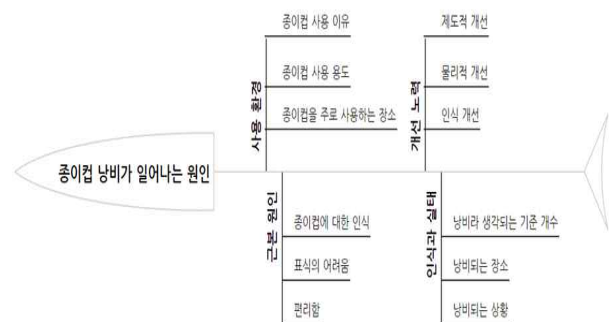 종이컵 낭비가 일어나는 원인
사용 환경
종이컵 사용 이유
종이컵 사용 용도
종이컵을 주로 사용하는 장소
개선 노력
제도적 개선
물리적 개선
인식 개선
근본 원인
종이컵에 대한 인식
표식의 어려움
편리함
인식과 실태
낭비라 생각되는 기준 개수
낭비되는 장소
낭비되는 상황